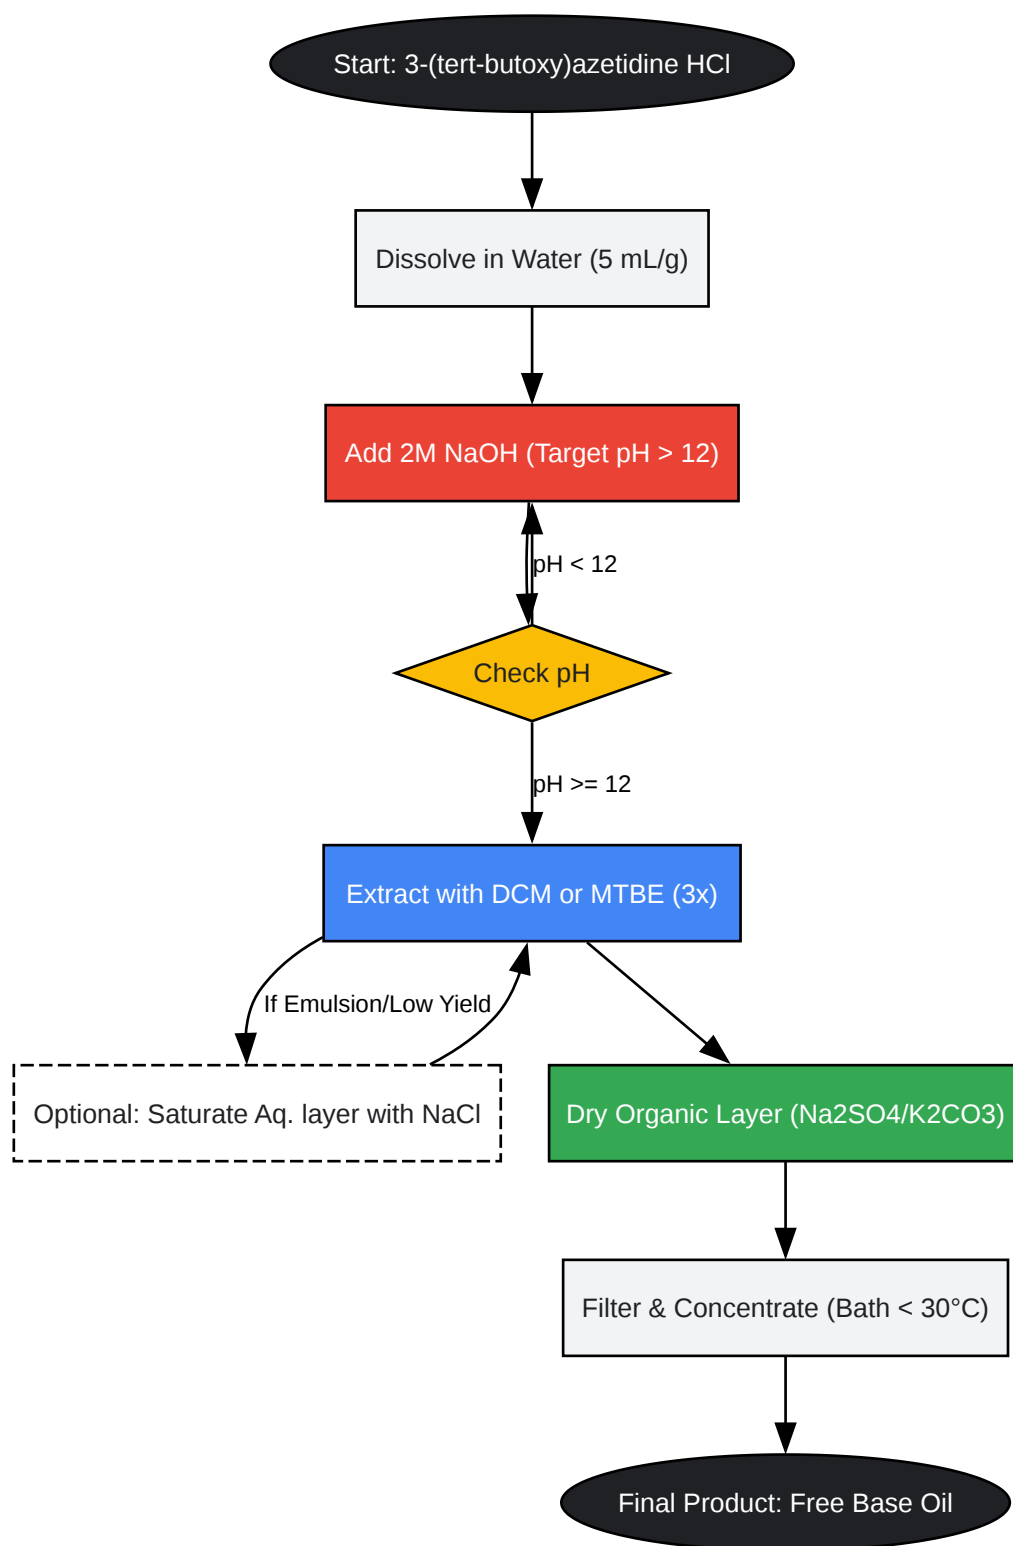 Start: 3-(tert-butoxy)azetidine HCl
Dissolve in Water (5 mL/g)
Add 2M NaOH (Target pH > 12)
pH < 12
Check pH
pH >= 12
Extract with DCM or MTBE (3x)
If Emulsion/Low Yield
Optional: Saturate Aq. layer with NaCl
Dry Organic Layer (Na2SO4/K2CO3)
Filter & Concentrate (Bath < 30°C)
Final Product: Free Base Oil